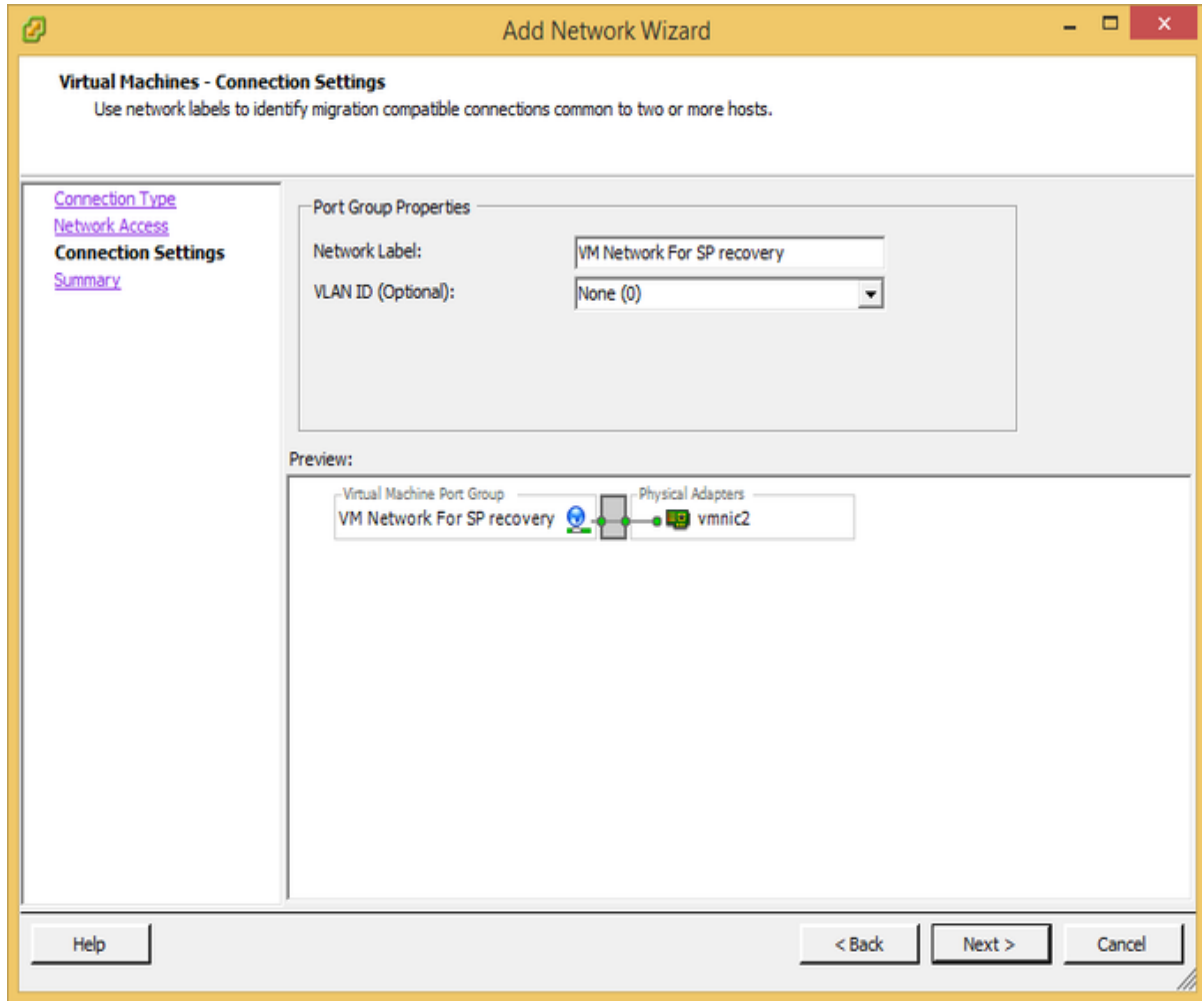 Add Network Wizard
Virtual Machines - Connection Settings
Use network labels to identify migration compatible connections common to two or more hosts.
Connection Type
Network Access
Connection Settings
Summary
Port Group Properties
Network Label:
VM Network For SP recovery
VLAN ID (Optional):
None (0)
Preview:
Virtual Machine Port Group
Physical Adapters
VM Network For SP recovery
vmnic2
Help
< Back
Next >
Cancel